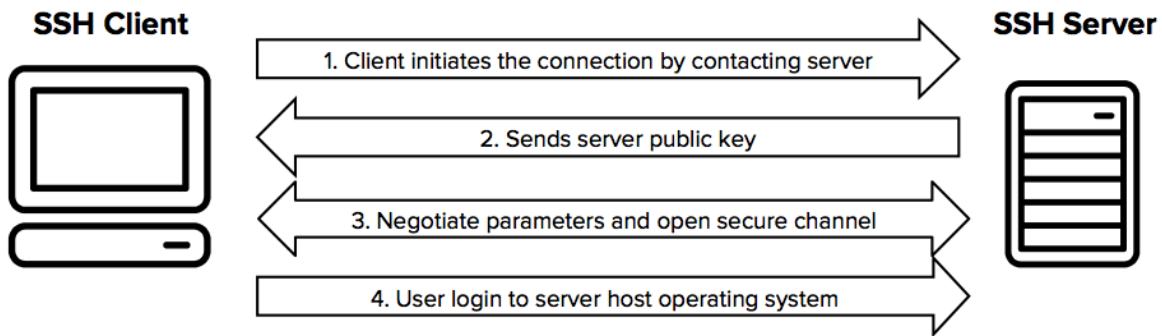 SSH Client
SSH Server
1. Client initiates the connection by contacting server
2. Sends server public key
3. Negotiate parameters and open secure channel
4. User login to server host operating system